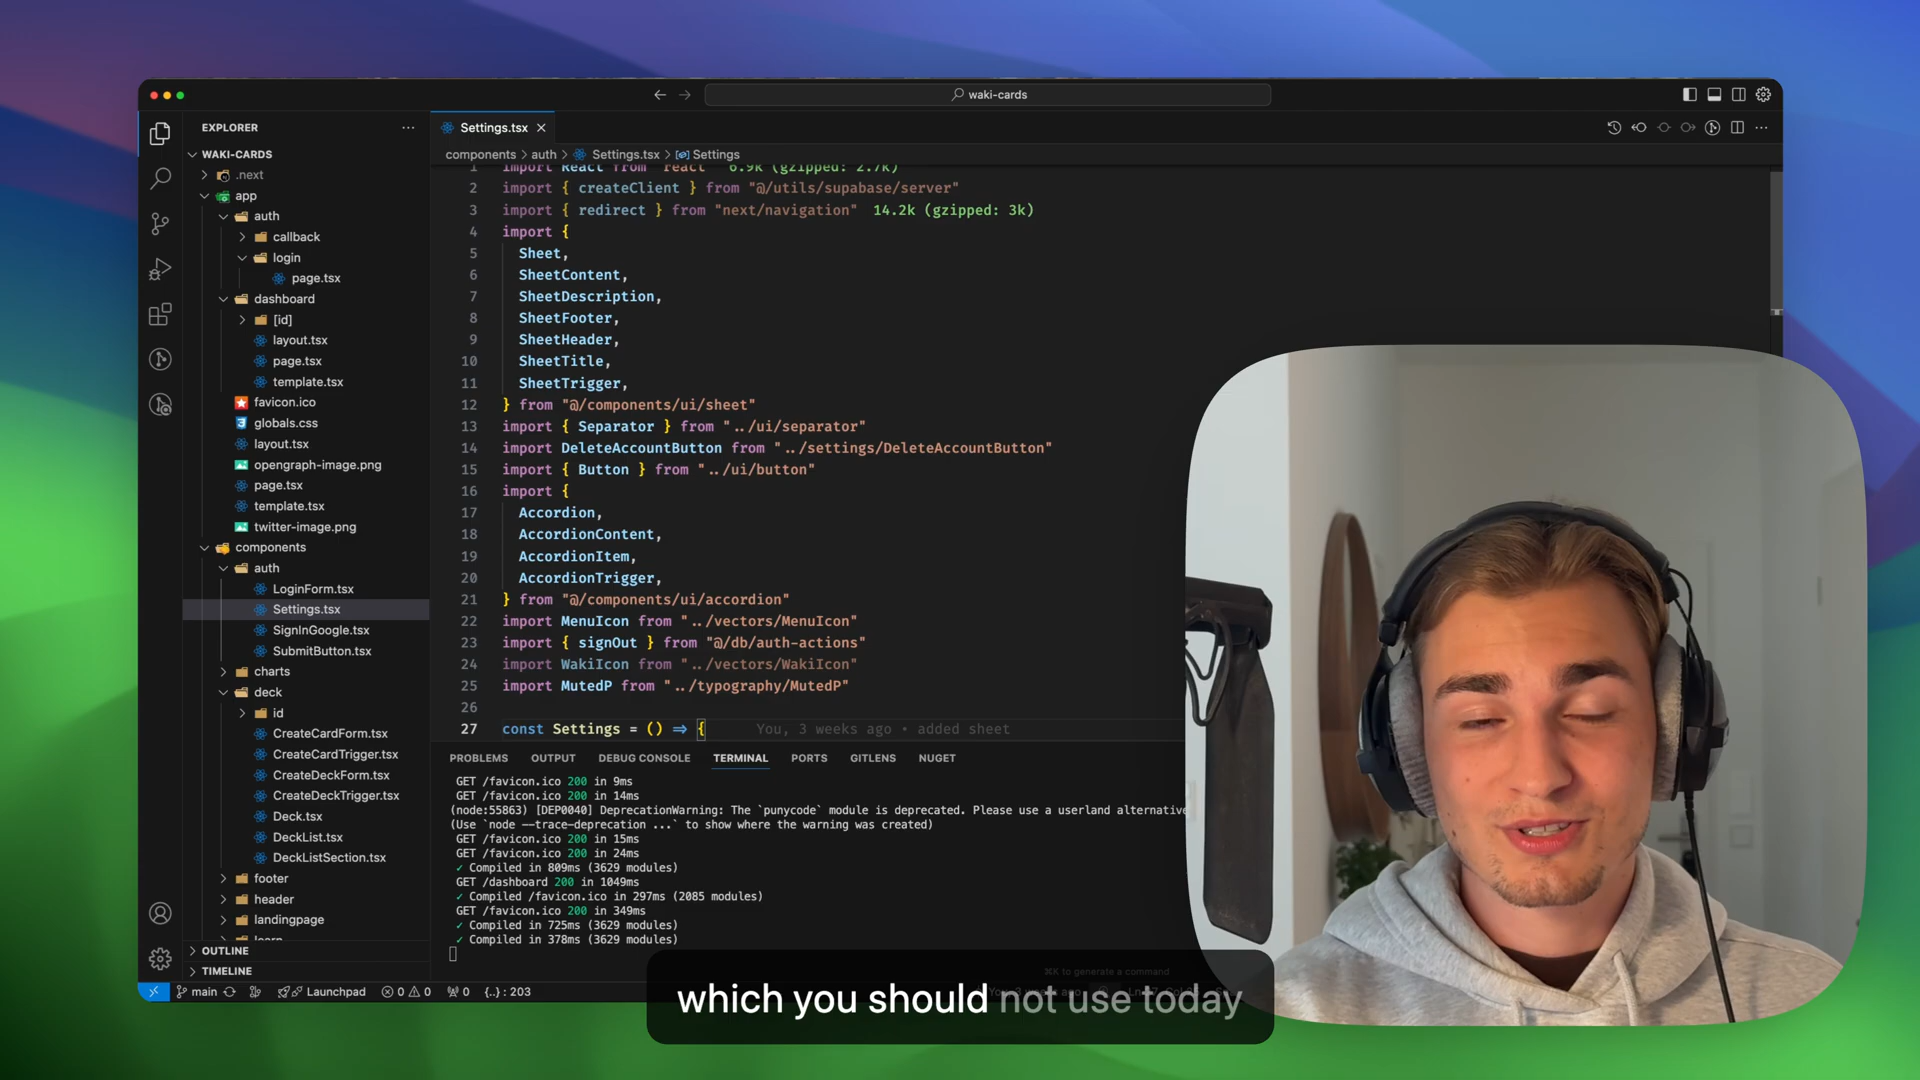 waki-cards
EXPLORER
WAKI-CARDS
.next
app
auth
callback
login
page.tsx
dashboard
[id]
layout.tsx
page.tsx
template.tsx
favicon.ico
globals.css
layout.tsx
opengraph-image.png
page.tsx
template.tsx
twitter-image.png
components
auth
LoginForm.tsx
Settings.tsx
SignInGoogle.tsx
SubmitButton.tsx
charts
deck
id
CreateCardForm.tsx
CreateCardTrigger.tsx
CreateDeckForm.tsx
CreateDeckTrigger.tsx
Deck.tsx
DeckList.tsx
DeckListSection.tsx
footer
header
landingpage
learn
OUTLINE
TIMELINE
Settings.tsx
components > auth > Settings.tsx > Settings
1 import React from "react" 6.9k (gzipped: 2.7k)
2 import { createClient } from "@/utils/supabase/server"
3 import { redirect } from "next/navigation" 14.2k (gzipped: 3k)
4 import {
5 Sheet,
6 SheetContent,
7 SheetDescription,
8 SheetFooter,
9 SheetHeader,
10 SheetTitle,
11 SheetTrigger,
12 } from "@/components/ui/sheet"
13 import { Separator } from "../ui/separator"
14 import DeleteAccountButton from "../settings/DeleteAccountButton"
15 import { Button } from "../ui/button"
16 import {
17 Accordion,
18 AccordionContent,
19 AccordionItem,
20 AccordionTrigger,
21 } from "@/components/ui/accordion"
22 import MenuIcon from "../vectors/MenuIcon"
23 import { signOut } from "@/db/auth-actions"
24 import WakiIcon from "../vectors/WakiIcon"
25 import MutedP from "../typography/MutedP"
26
27 const Settings = () => { You, 3 weeks ago • added sheet
PROBLEMS OUTPUT DEBUG CONSOLE TERMINAL PORTS GITLENS NUGET
GET /favicon.ico 200 in 9ms
GET /favicon.ico 200 in 14ms
(node:55863) [DEP0040] DeprecationWarning: The `punycode` module is deprecated. Please use a userland alternative
(Use `node --trace-deprecation ...` to show where the warning was created)
GET /favicon.ico 200 in 15ms
GET /favicon.ico 200 in 24ms
✓ Compiled in 809ms (3629 modules)
GET /dashboard 200 in 1049ms
✓ Compiled /favicon.ico in 297ms (2085 modules)
GET /favicon.ico 200 in 349ms
✓ Compiled in 725ms (3629 modules)
✓ Compiled in 378ms (3629 modules)
⌘K to generate a command
main Launchpad 0 0 0 {..} : 203
which you should not use today